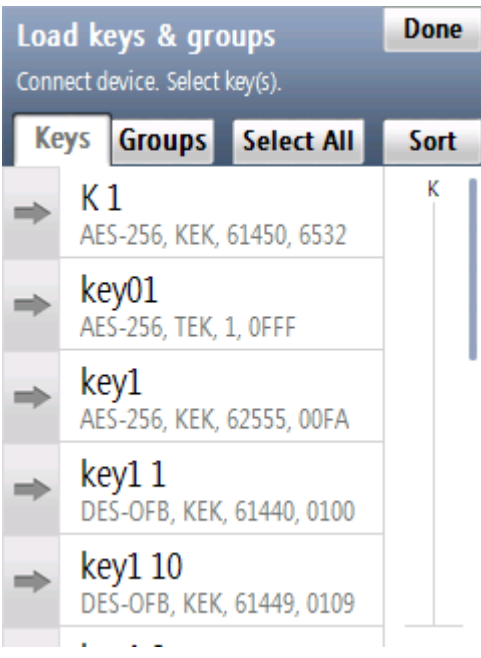 Load keys & groups
Done
Connect device. Select key(s).
Keys
Groups
Select All
Sort
K
K 1
AES-256, KEK, 61450, 6532
key01
AES-256, TEK, 1, 0FFF
key1
AES-256, KEK, 62555, 00FA
key1 1
DES-OFB, KEK, 61440, 0100
key1 10
DES-OFB, KEK, 61449, 0109